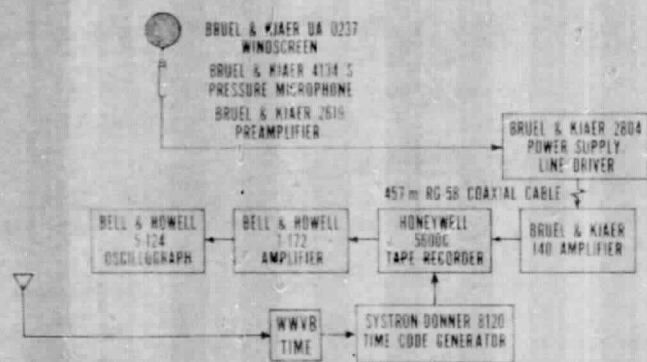 BRUEL & KJAER UA 0237
WINDSCREEN
BRUEL & KJAER 4134 S
PRESSURE MICROPHONE
BRUEL & KJAER 2619
PREAMPLIFIER
BRUEL & KJAER 2804
POWER SUPPLY
LINE DRIVER
457 m RG-58 COAXIAL CABLE
BELL & HOWELL
5-124
OSCILLOGRAPH
BELL & HOWELL
1-172
AMPLIFIER
HONEYWELL
5600C
TAPE RECORDER
BRUEL & KJAER
140 AMPLIFIER
WWVB
TIME
SYSTRON DONNER 8120
TIME CODE GENERATOR